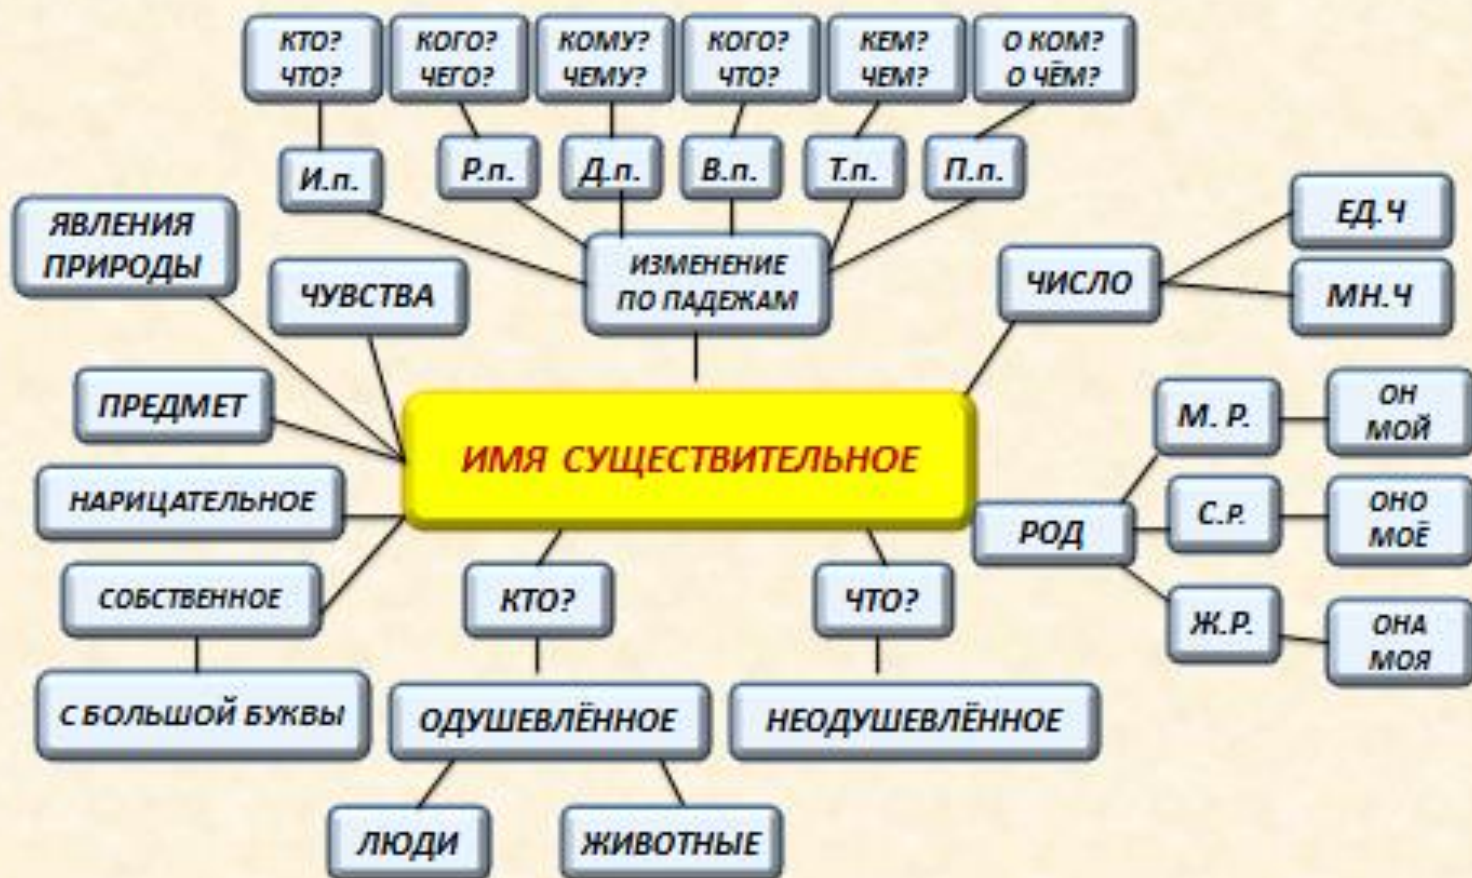 КТО?
ЧТО?
КОГО?
ЧЕГО?
КОМУ?
ЧЕМУ?
КОГО?
ЧТО?
КЕМ?
ЧЕМ?
О КОМ?
О ЧЁМ?
И.п.
Р.п.
Д.п.
В.п.
Т.п.
П.п.
ЯВЛЕНИЯ
ПРИРОДЫ
ЧУВСТВА
ИЗМЕНЕНИЕ
ПО ПАДЕЖАМ
ЧИСЛО
ЕД.Ч
МН.Ч
ПРЕДМЕТ
ИМЯ СУЩЕСТВИТЕЛЬНОЕ
М. Р.
ОН
МОЙ
НАРИЦАТЕЛЬНОЕ
РОД
С.Р.
ОНО
МОЁ
СОБСТВЕННОЕ
КТО?
ЧТО?
Ж.Р.
ОНА
МОЯ
С БОЛЬШОЙ БУКВЫ
ОДУШЕВЛЁННОЕ
НЕОДУШЕВЛЁННОЕ
ЛЮДИ
ЖИВОТНЫЕ